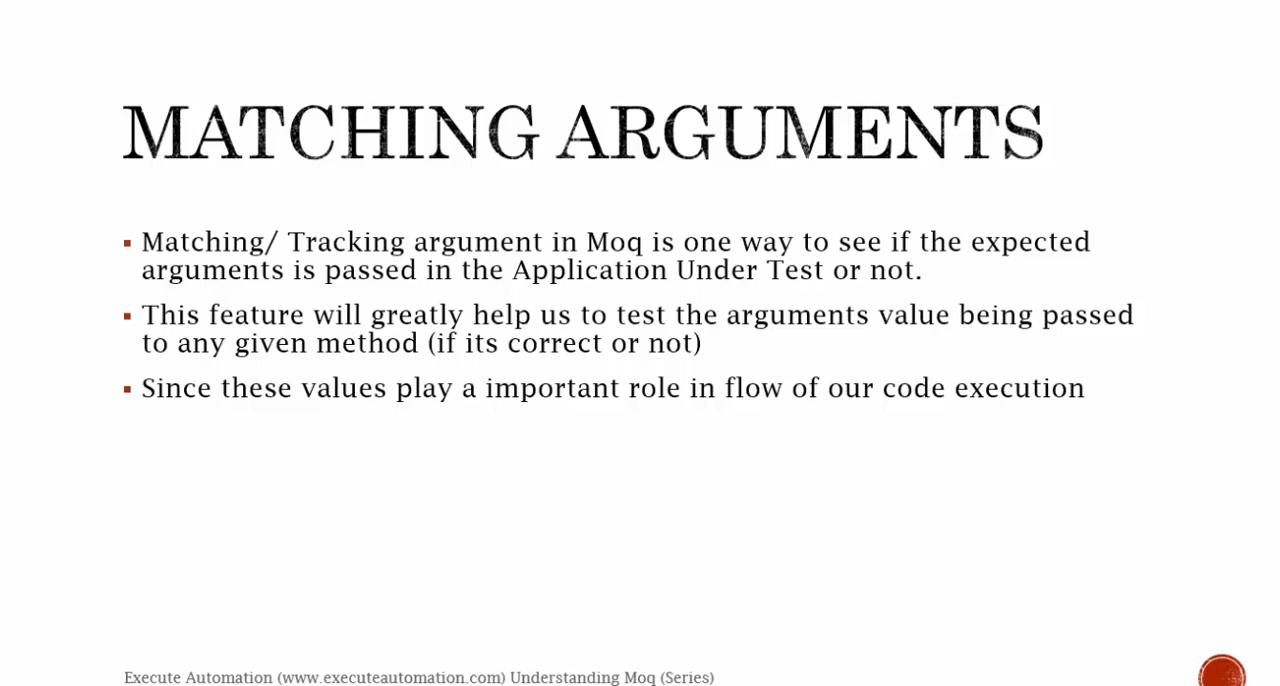 MATCHING ARGUMENTS
▪ Matching/ Tracking argument in Moq is one way to see if the expected
arguments is passed in the Application Under Test or not.
▪ This feature will greatly help us to test the arguments value being passed
to any given method (if its correct or not)
▪ Since these values play a important role in flow of our code execution
Execute Automation (www.executeautomation.com) Understanding Moq (Series)